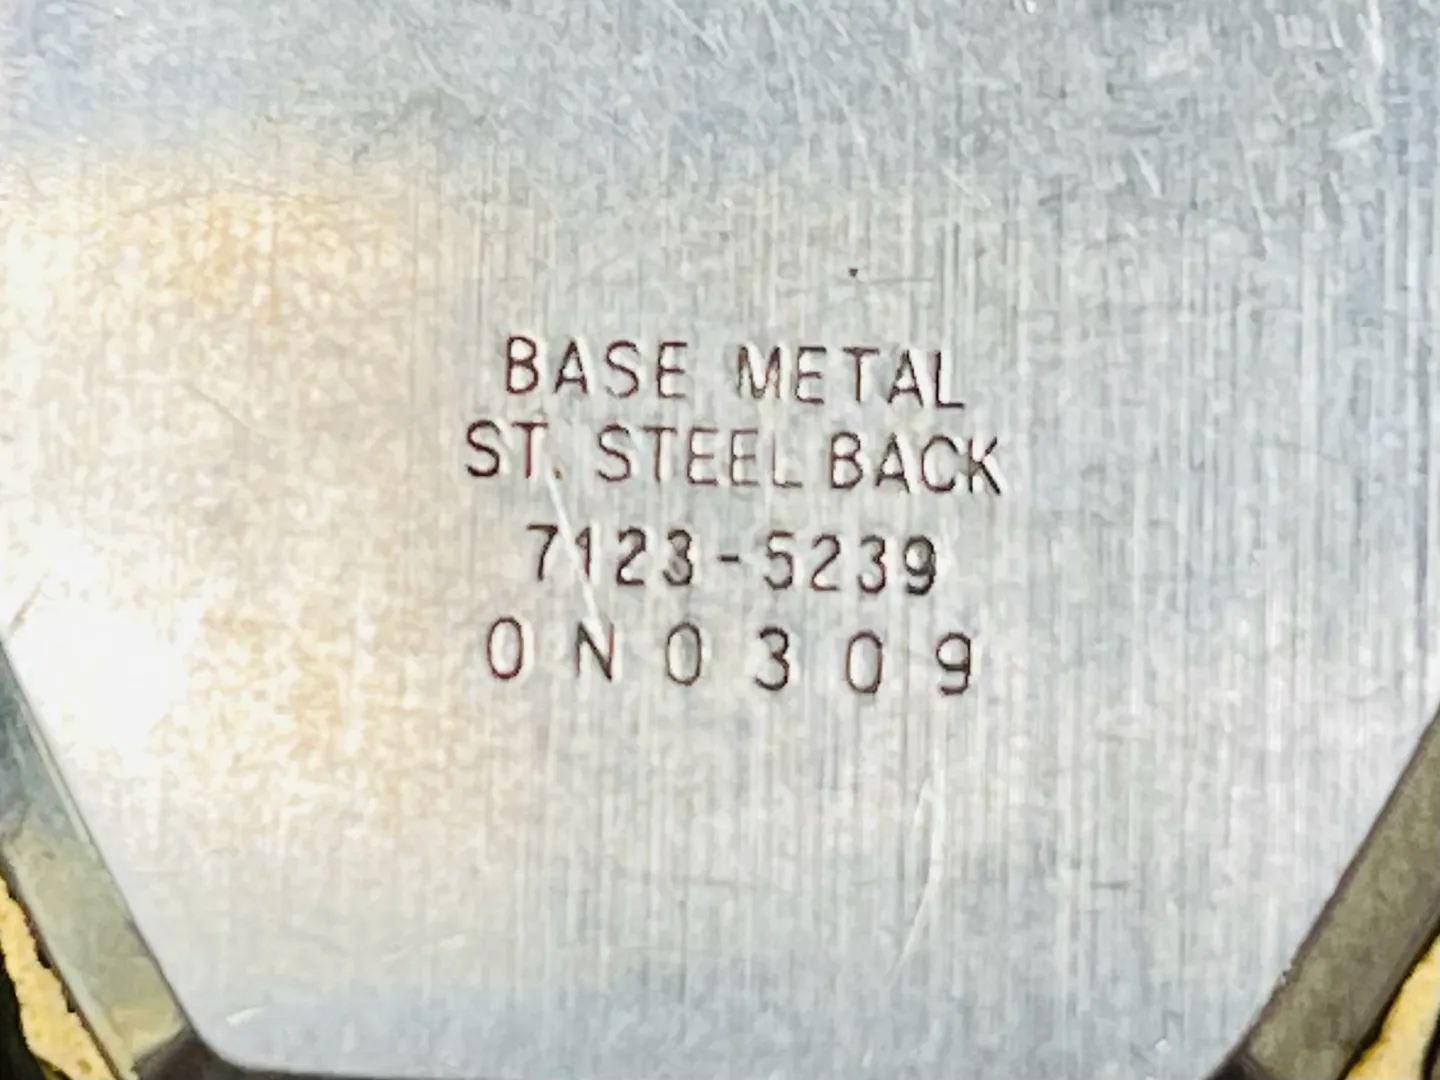 BASE METAL
ST. STEEL BACK
7123-5239
0N0309